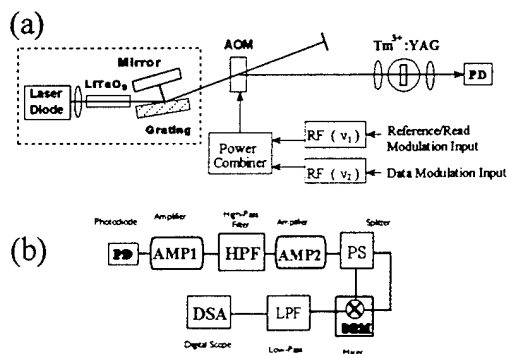 (a)
AOM
Tm3+:YAG
Mirror
LiTaO3
Laser
Diode
PD
Grating
Power
Combiner
RF ( ν1 )
Reference/Read
Modulation Input
RF ( ν2 )
Data Modulation Input
(b)
Photodiode
Amplifier
High-Pass
Filter
Amplifier
Splitter
PD
AMP1
HPF
AMP2
PS
DSA
LPF
DBM
Digital Scope
Low-Pass
Mixer